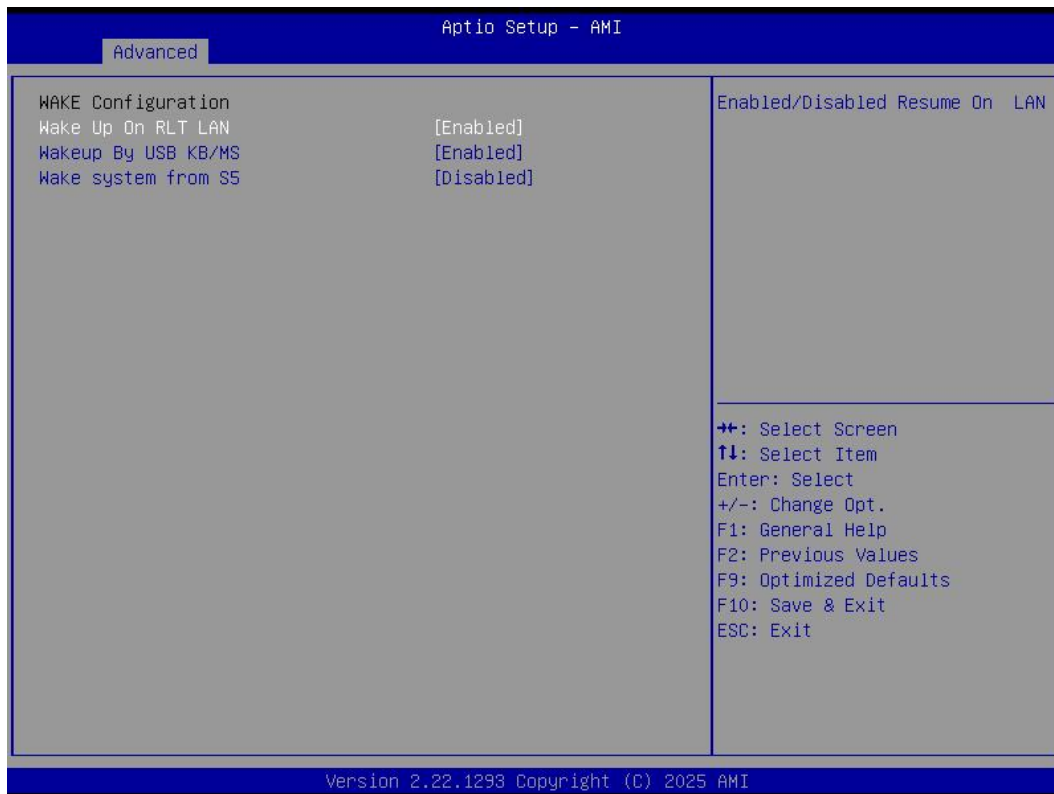 Aptio Setup – AMI
Advanced
WAKE Configuration
Wake Up On RLT LAN [Enabled]
Wakeup By USB KB/MS [Enabled]
Wake system from S5 [Disabled]
Enabled/Disabled Resume On  LAN
→←: Select Screen
↑↓: Select Item
Enter: Select
+/-: Change Opt.
F1: General Help
F2: Previous Values
F9: Optimized Defaults
F10: Save & Exit
ESC: Exit
Version 2.22.1293 Copyright (C) 2025 AMI